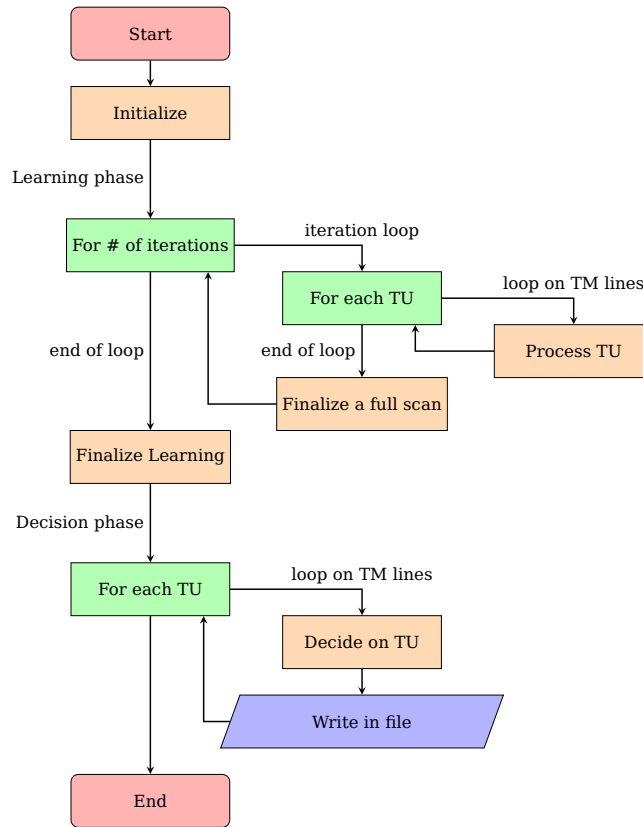 Start
Initialize
Learning phase
For # of iterations
iteration loop
For each TU
loop on TM lines
Process TU
end of loop
end of loop
Finalize a full scan
Finalize Learning
Decision phase
For each TU
loop on TM lines
Decide on TU
Write in file
End